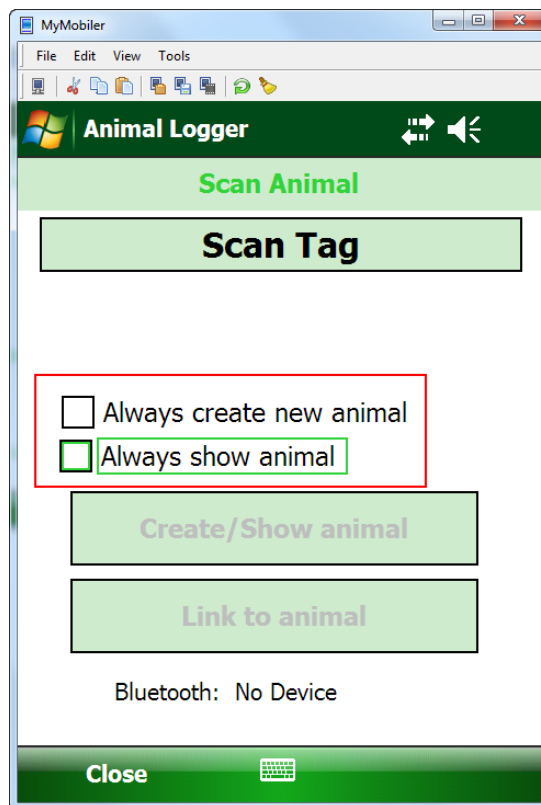 MyMobiler
File Edit View Tools
Animal Logger
Scan Animal
Scan Tag
Always create new animal
Always show animal
Create/Show animal
Link to animal
Bluetooth: No Device
Close